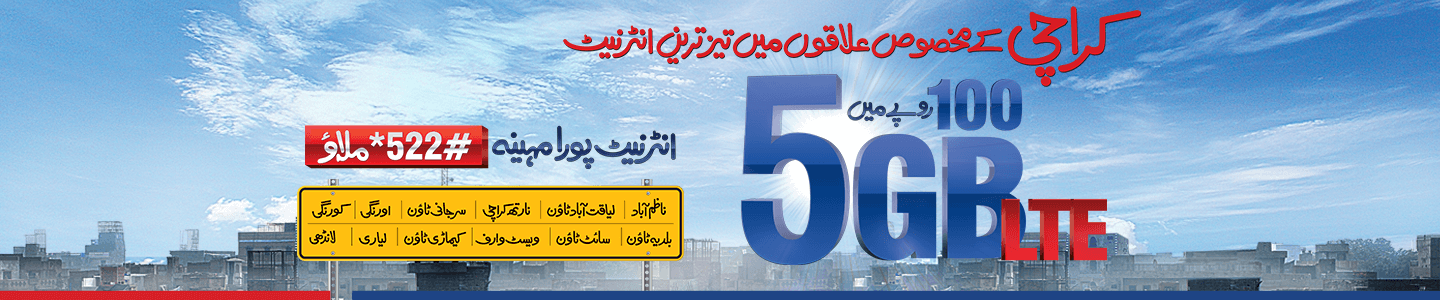 کراچی کے مخصوص علاقوں میں تیز ترین انٹرنیٹ
100 روپے میں
5GB LTE
انٹرنیٹ پورا مہینہ
*522# ملاؤ
ناظم آباد | لیاقت آباد ٹاؤن | نارتھ کراچی | سرجانی ٹاؤن | اورنگی | کورنگی
بلدیہ ٹاؤن | سائٹ ٹاؤن | ویسٹ وارف | کیماڑی ٹاؤن | لیاری | لانڈھی